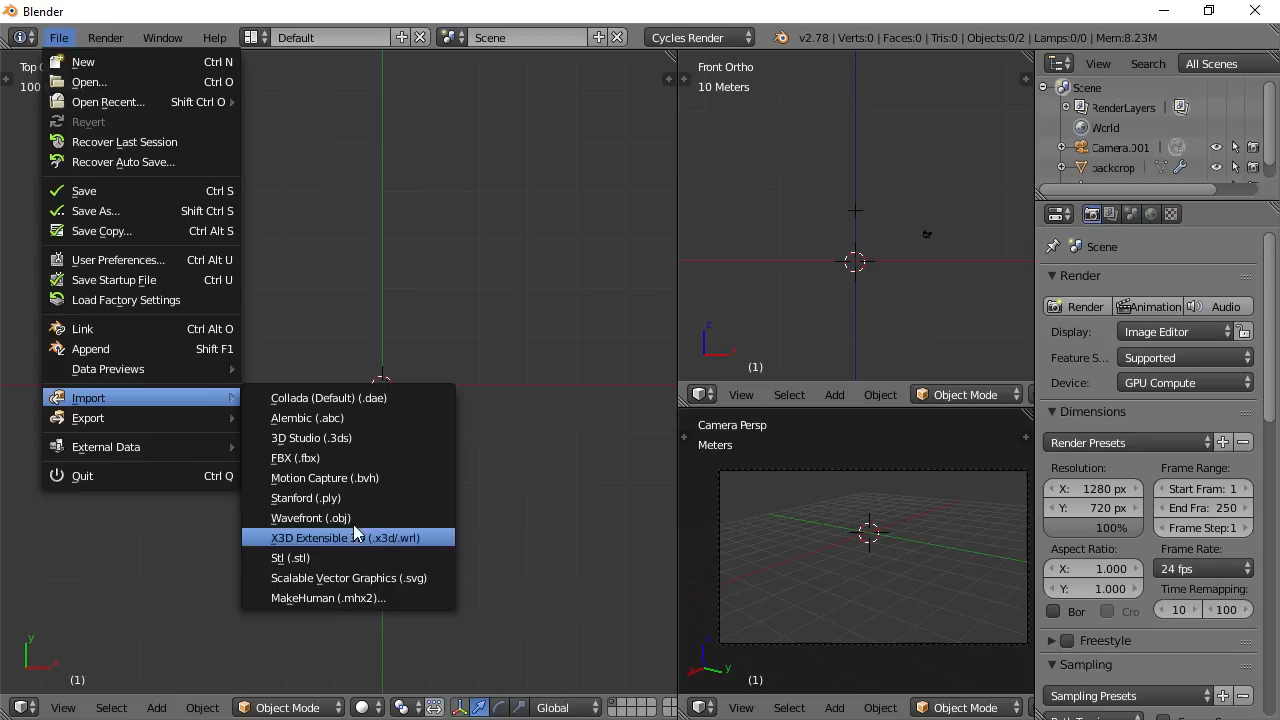 Blender
File Render Window Help Default Scene Cycles Render v2.78 | Verts:0 | Faces:0 | Tris:0 | Objects:0/2 | Lamps:0/0 | Mem:8.23M
New Ctrl N
Open... Ctrl O
Open Recent... Shift Ctrl O
Revert
Recover Last Session
Recover Auto Save...
Save Ctrl S
Save As... Shift Ctrl S
Save Copy... Ctrl Alt S
User Preferences... Ctrl Alt U
Save Startup File Ctrl U
Load Factory Settings
Link Ctrl Alt O
Append Shift F1
Data Previews
Import
Export
External Data
Quit Ctrl Q
Collada (Default) (.dae)
Alembic (.abc)
3D Studio (.3ds)
FBX (.fbx)
Motion Capture (.bvh)
Stanford (.ply)
Wavefront (.obj)
X3D Extensible (.x3d/.wrl)
Stl (.stl)
Scalable Vector Graphics (.svg)
MakeHuman (.mhx2)...
Top
100
y
x
(1)
View Select Add Object Object Mode Global
Front Ortho
10 Meters
z
x
(1)
View Select Add Object Object Mode
Camera Persp
Meters
z
x y
(1)
View Select Add Object Object Mode
View Search All Scenes
Scene
RenderLayers
World
Camera.001
backcrop
Scene
Render
Render Animation Audio
Display: Image Editor
Feature S... Supported
Device: GPU Compute
Dimensions
Render Presets
Resolution: Frame Range:
X: 1280 px Start Fram: 1
Y: 720 px End Fra: 250
100% Frame Step:1
Aspect Ratio: Frame Rate:
X: 1.000 24 fps
Y: 1.000 Time Remapping:
Bor Cro 10 100
Freestyle
Sampling
Sampling Presets